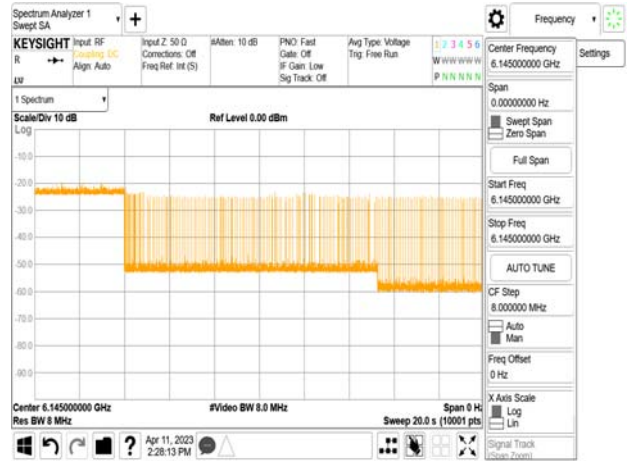 Spectrum Analyzer 1
Swept SA
Frequency
Settings
KEYSIGHT
R
Input: RF
Coupling: DC
Align: Auto
Input Z: 50 Ω
Corrections: Off
Freq Ref: Int (S)
#Atten: 10 dB
PNO: Fast
Gate: Off
IF Gain: Low
Sig Track: Off
Avg Type: Voltage
Trig: Free Run
1 2 3 4 5 6
W W W W W W
P N N N N N
1 Spectrum
Scale/Div 10 dB
Ref Level 0.00 dBm
Log
-10.0
-20.0
-30.0
-40.0
-50.0
-60.0
-70.0
-80.0
-90.0
Center 6.145000000 GHz
#Video BW 8.0 MHz
Span 0 Hz
Res BW 8 MHz
Sweep 20.0 s (10001 pts
Apr 11, 2023
2:28:13 PM
Center Frequency
6.145000000 GHz
Span
0.00000000 Hz
Swept Span
Zero Span
Full Span
Start Freq
6.145000000 GHz
Stop Freq
6.145000000 GHz
AUTO TUNE
CF Step
8.000000 MHz
Auto
Man
Freq Offset
0 Hz
X Axis Scale
Log
Lin
Signal Track
(Span Zoom)